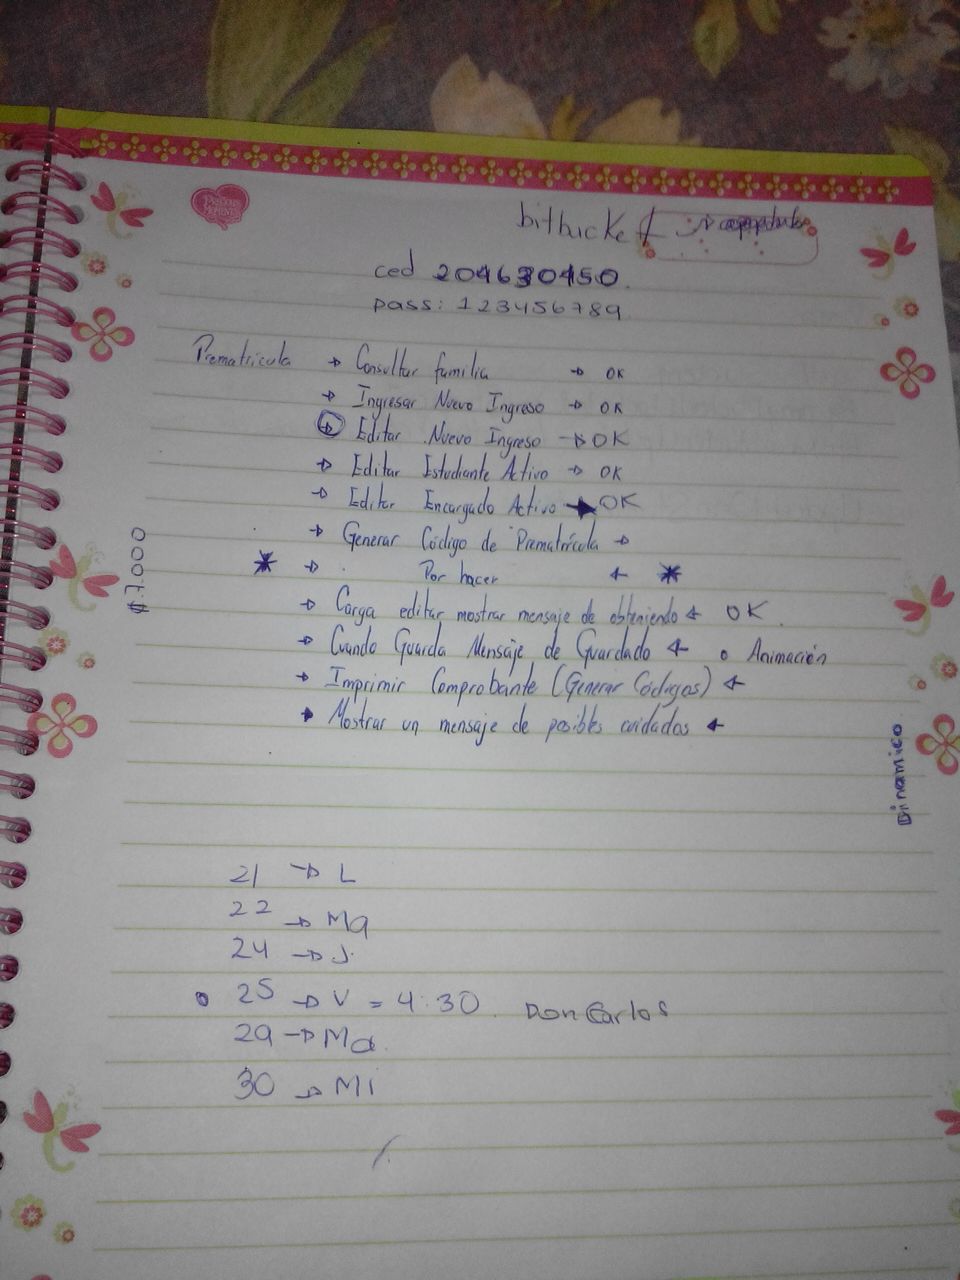 PRECIOUS MOMENTS
bitbucket
ced 204630450.
pass: 123456789
Prematricula → Consultar familia → OK
→ Ingresar Nuevo Ingreso → OK
→ Editar Nuevo Ingreso → OK
→ Editar Estudiante Activo → OK
→ Editar Encargado Activo → OK
→ Generar Código de Prematrícula →
* → . Por hacer ← *
→ Carga editar mostrar mensaje de obteniendo ← OK.
→ Cuando Guarda Mensaje de Guardado ← o Animación
→ Imprimir Comprobante (Generar Códigos) ←
→ Mostrar un mensaje de posibles cuidados ←
$7.000
Dinamico.
21 → L
22 → Ma
24 → J.
• 25 → V = 4:30. Don Carlos
29 → Ma.
30 → Mi